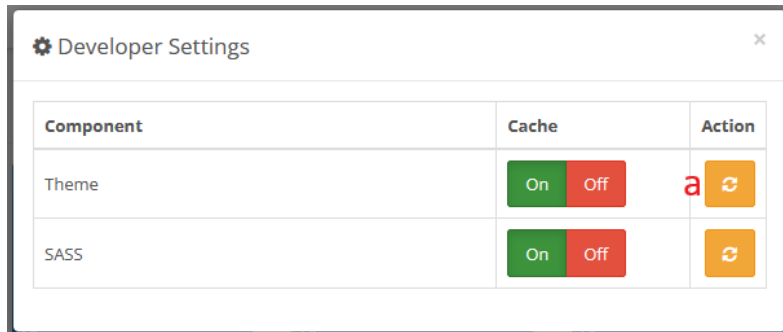 Developer Settings ×
Component Cache Action
Theme On Off a
SASS On Off